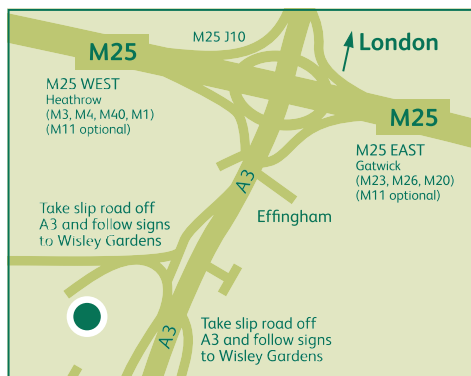 M25 J10
London
M25
M25 WEST
Heathrow
(M3, M4, M40, M1)
(M11 optional)
M25
M25 EAST
Gatwick
(M23, M26, M20)
(M11 optional)
A3
Effingham
Take slip road off
A3 and follow signs
to Wisley Gardens
A3
Take slip road off
A3 and follow signs
to Wisley Gardens